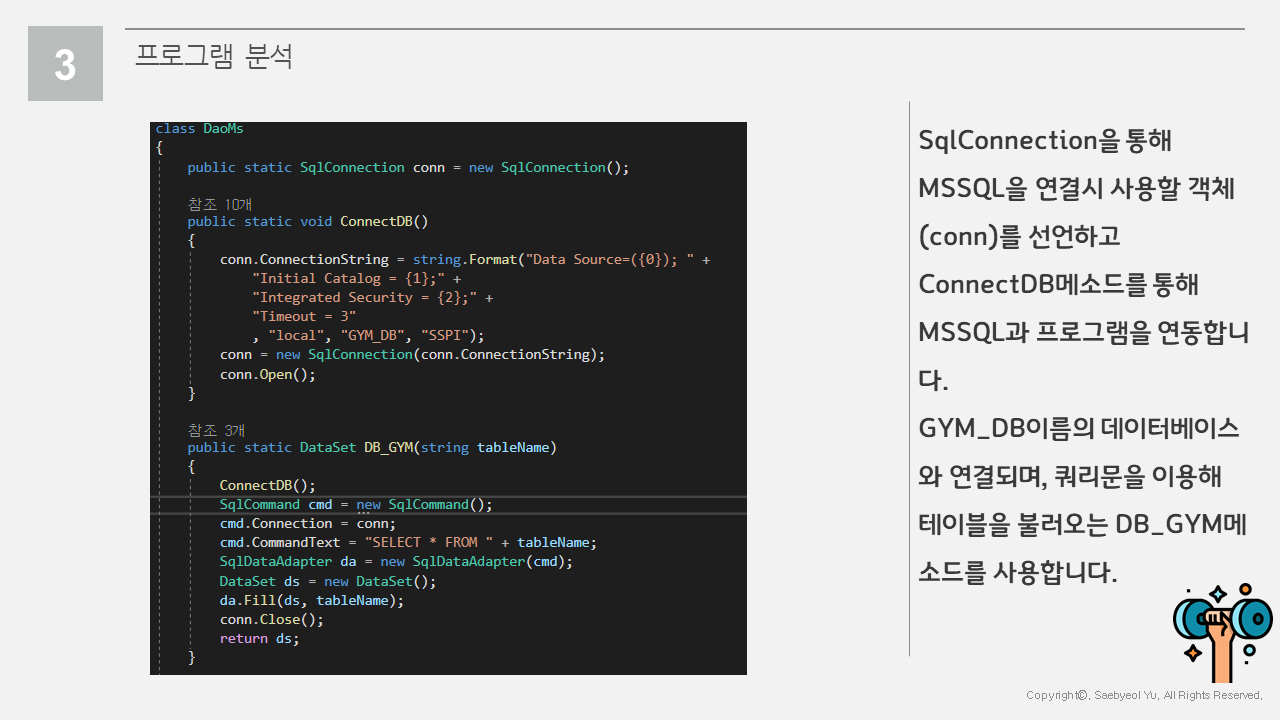 3
프로그램 분석
class DaoMs
{
public static SqlConnection conn = new SqlConnection();
참조 10개
public static void ConnectDB()
{
conn.ConnectionString = string.Format("Data Source=({0}); " +
"Initial Catalog = {1};" +
"Integrated Security = {2};" +
"Timeout = 3"
, "local", "GYM_DB", "SSPI");
conn = new SqlConnection(conn.ConnectionString);
conn.Open();
}
참조 3개
public static DataSet DB_GYM(string tableName)
{
ConnectDB();
SqlCommand cmd = new SqlCommand();
cmd.Connection = conn;
cmd.CommandText = "SELECT * FROM " + tableName;
SqlDataAdapter da = new SqlDataAdapter(cmd);
DataSet ds = new DataSet();
da.Fill(ds, tableName);
conn.Close();
return ds;
}
SqlConnection을 통해
MSSQL을 연결시 사용할 객체
(conn)를 선언하고
ConnectDB메소드를 통해
MSSQL과 프로그램을 연동합니
다.
GYM_DB이름의 데이터베이스
와 연결되며, 쿼리문을 이용해
테이블을 불러오는 DB_GYM메
소드를 사용합니다.
Copyrightⓒ. Saebyeol Yu. All Rights Reserved.